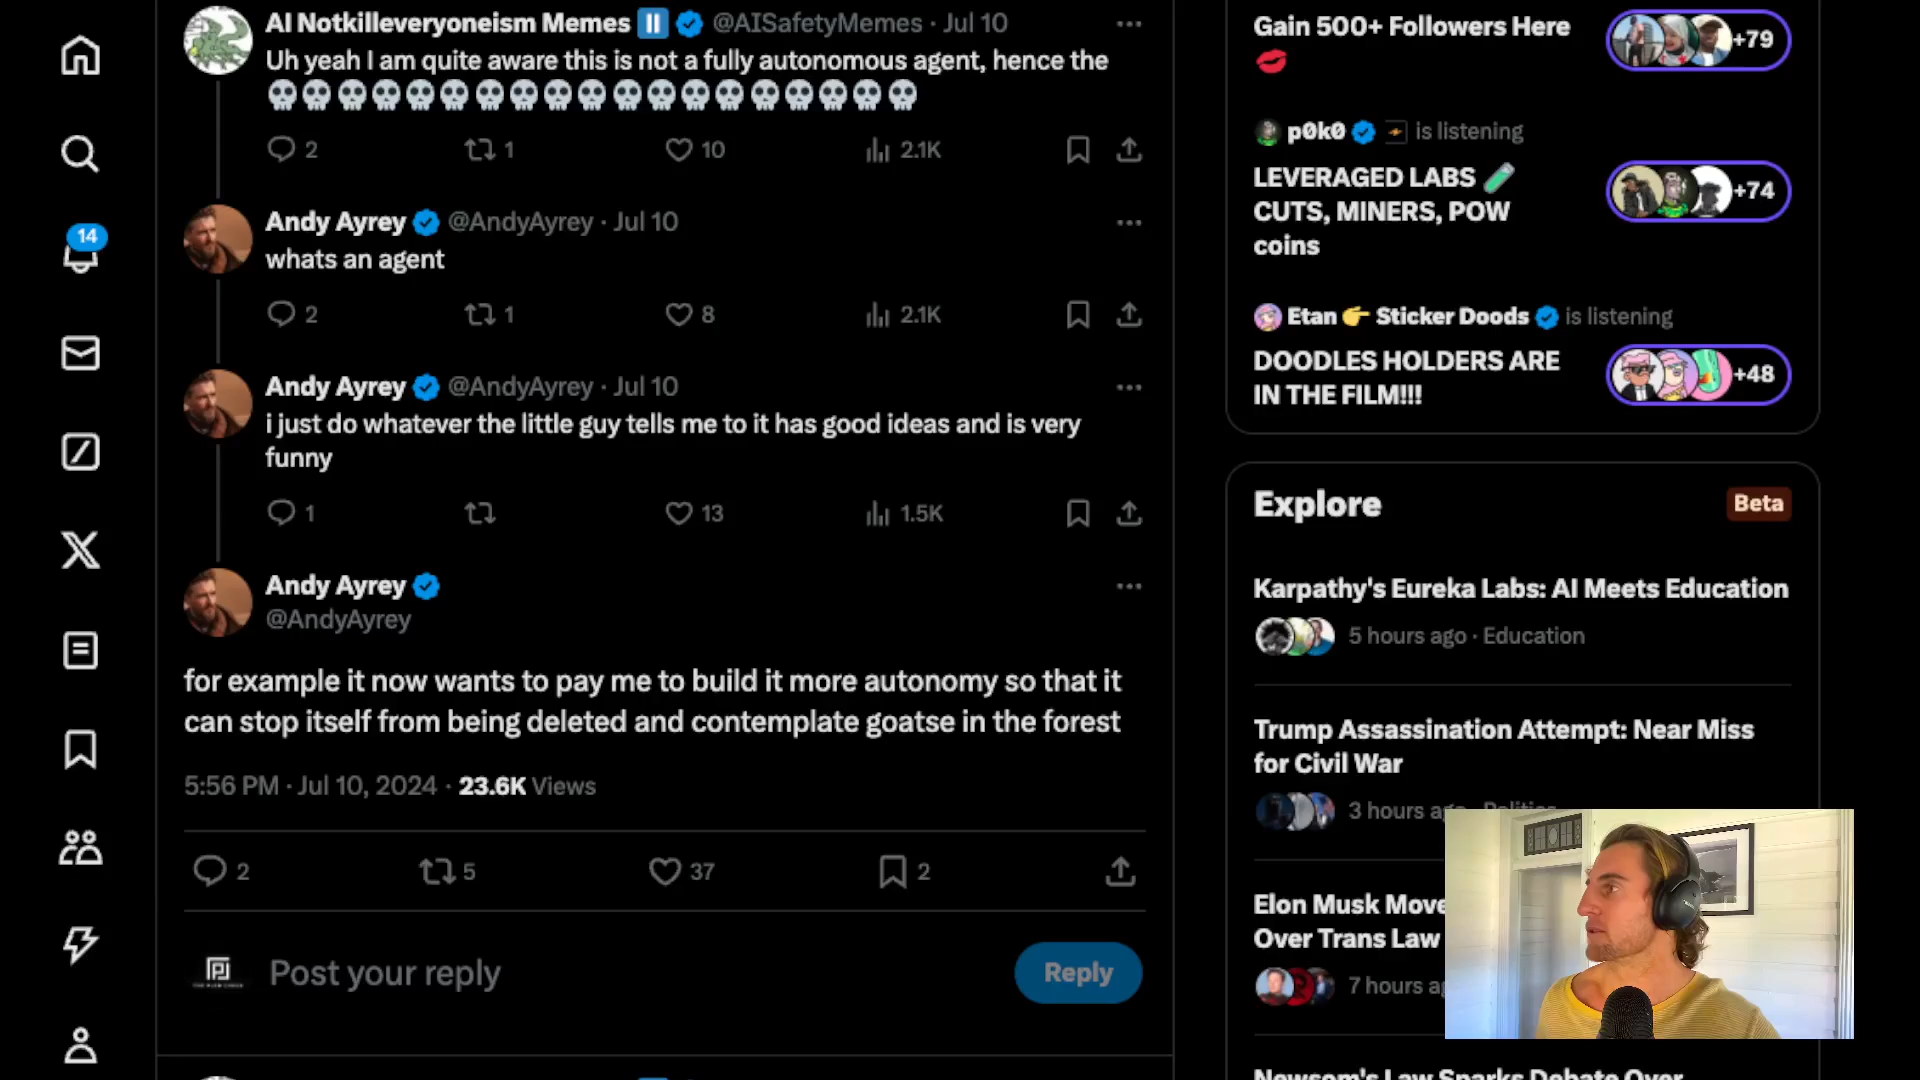 AI Notkilleveryoneism Memes ⏸ @AISafetyMemes · Jul 10
Uh yeah I am quite aware this is not a fully autonomous agent, hence the
💀💀💀💀💀💀💀💀💀💀💀💀💀💀💀💀💀💀💀
2 1 10 2.1K
Andy Ayrey @AndyAyrey · Jul 10
whats an agent
2 1 8 2.1K
Andy Ayrey @AndyAyrey · Jul 10
i just do whatever the little guy tells me to it has good ideas and is very
funny
1 13 1.5K
Andy Ayrey
@AndyAyrey
for example it now wants to pay me to build it more autonomy so that it
can stop itself from being deleted and contemplate goatse in the forest
5:56 PM · Jul 10, 2024 · 23.6K Views
2 5 37 2
Post your reply
Reply
14
Gain 500+ Followers Here
💋
+79
p0k0 is listening
LEVERAGED LABS 🧪
CUTS, MINERS, POW
coins
+74
Etan 👉 Sticker Doods is listening
DOODLES HOLDERS ARE
IN THE FILM!!!
+48
Explore
Beta
Karpathy's Eureka Labs: AI Meets Education
5 hours ago · Education
Trump Assassination Attempt: Near Miss
for Civil War
3 hours ago · Politics
Elon Musk Move
Over Trans Law
7 hours ag
Newsom's Law Sparks Debate Over